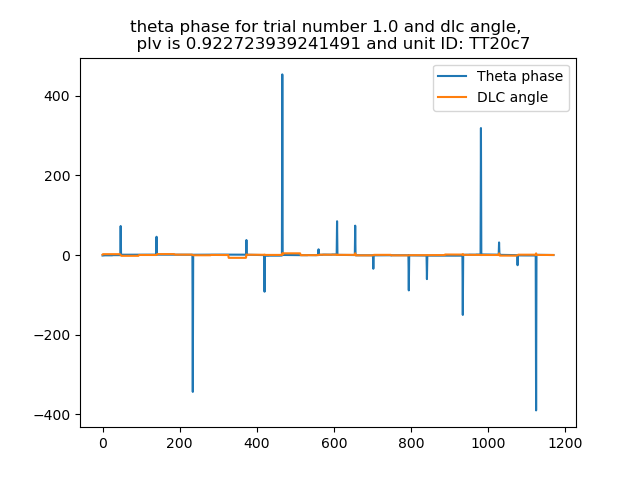 theta phase for trial number 1.0 and dlc angle,
plv is 0.922723939241491 and unit ID: TT20c7
Theta phase
DLC angle
400
200
0
−200
−400
0 200 400 600 800 1000 1200